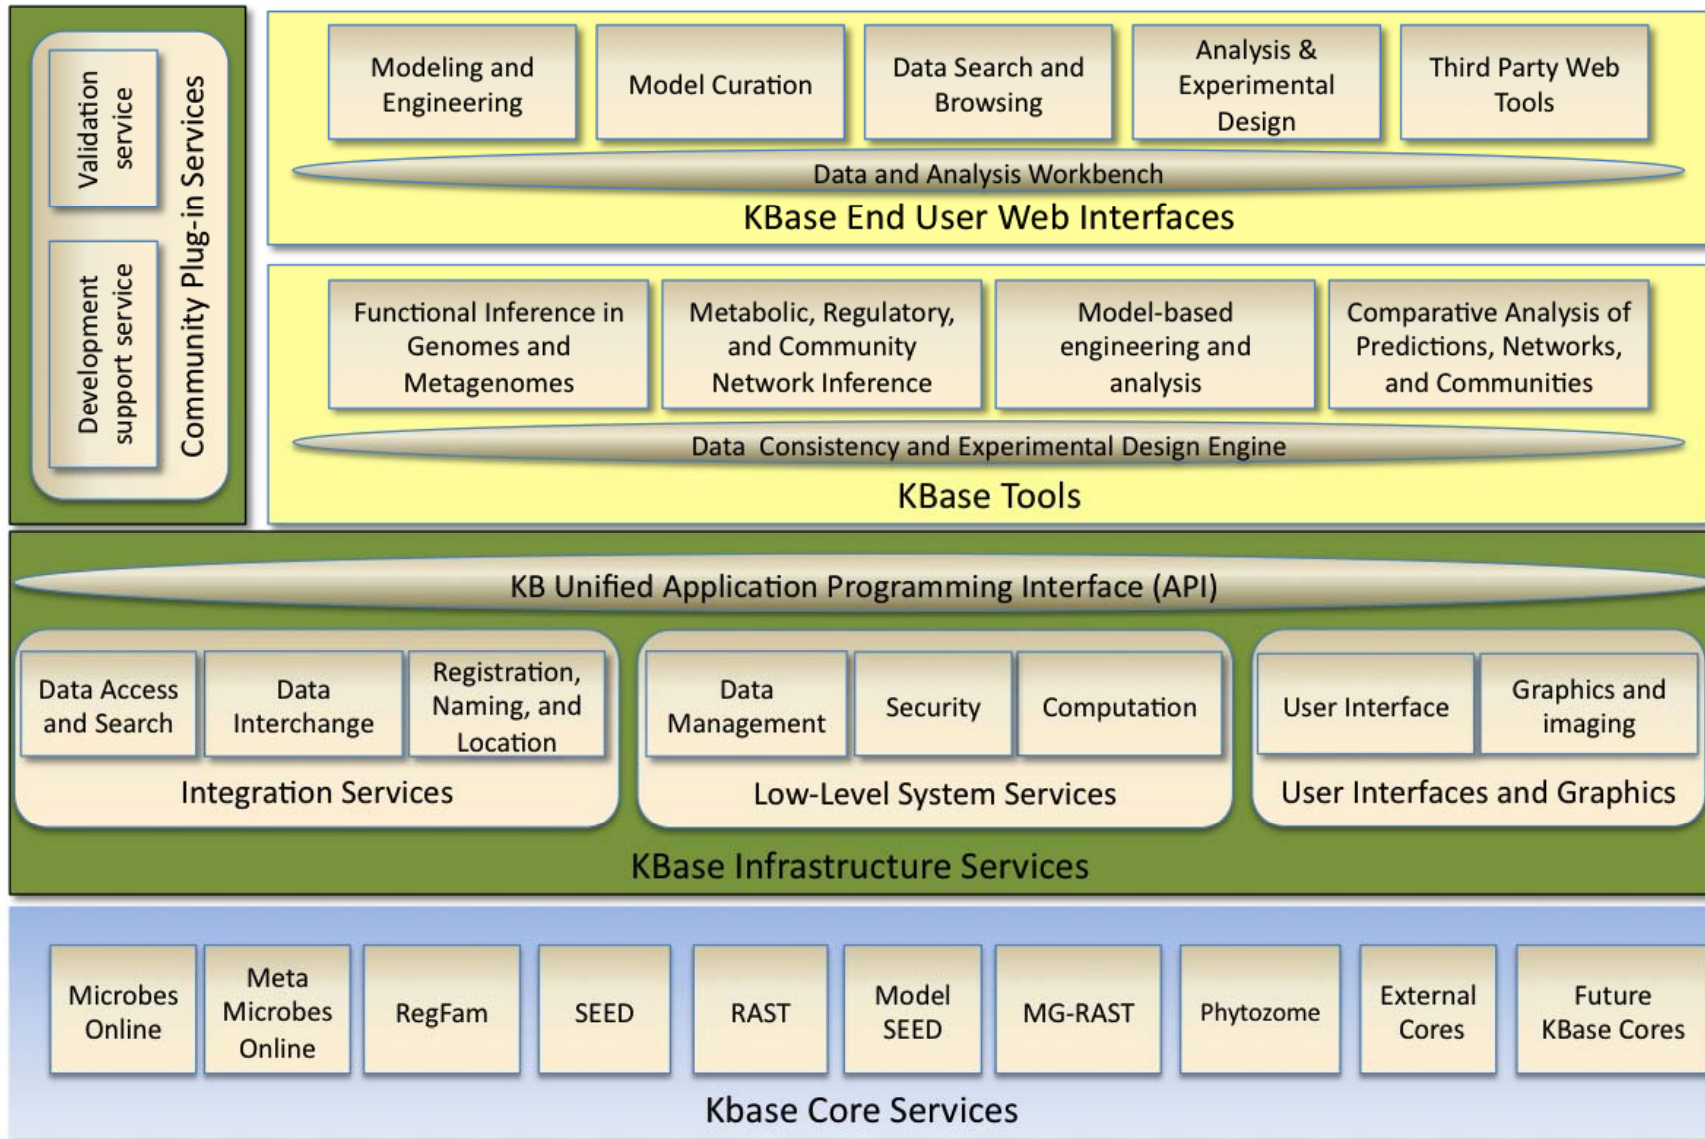 Validation
service
Development
support service
Community Plug-in Services
Modeling and
Engineering
Model Curation
Data Search and
Browsing
Analysis &
Experimental
Design
Third Party Web
Tools
Data and Analysis Workbench
KBase End User Web Interfaces
Functional Inference in
Genomes and
Metagenomes
Metabolic, Regulatory,
and Community
Network Inference
Model-based
engineering and
analysis
Comparative Analysis of
Predictions, Networks,
and Communities
Data Consistency and Experimental Design Engine
KBase Tools
KB Unified Application Programming Interface (API)
Data Access
and Search
Data
Interchange
Registration,
Naming, and
Location
Integration Services
Data
Management
Security
Computation
Low-Level System Services
User Interface
Graphics and
imaging
User Interfaces and Graphics
KBase Infrastructure Services
Microbes
Online
Meta
Microbes
Online
RegFam
SEED
RAST
Model
SEED
MG-RAST
Phytozome
External
Cores
Future
KBase Cores
Kbase Core Services